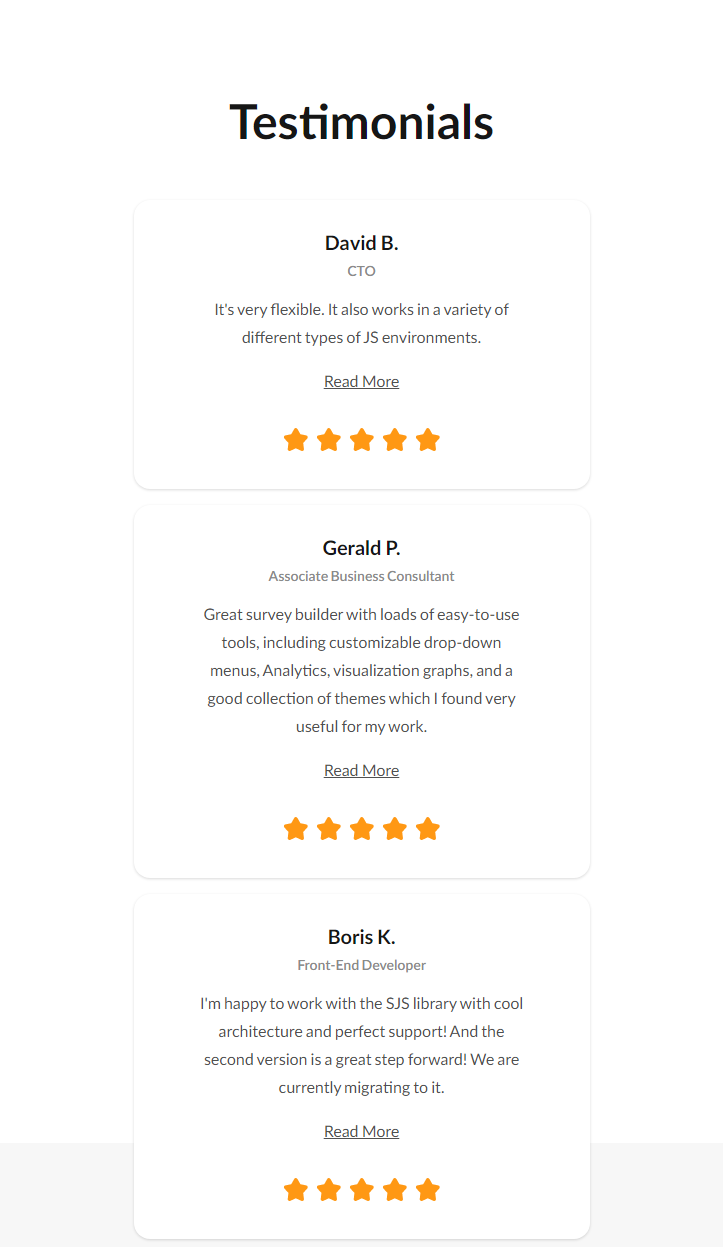 Testimonials
David B.
CTO
It's very flexible. It also works in a variety of
different types of JS environments.
Read More
Gerald P.
Associate Business Consultant
Great survey builder with loads of easy-to-use
tools, including customizable drop-down
menus, Analytics, visualization graphs, and a
good collection of themes which I found very
useful for my work.
Read More
Boris K.
Front-End Developer
I'm happy to work with the SJS library with cool
architecture and perfect support! And the
second version is a great step forward! We are
currently migrating to it.
Read More